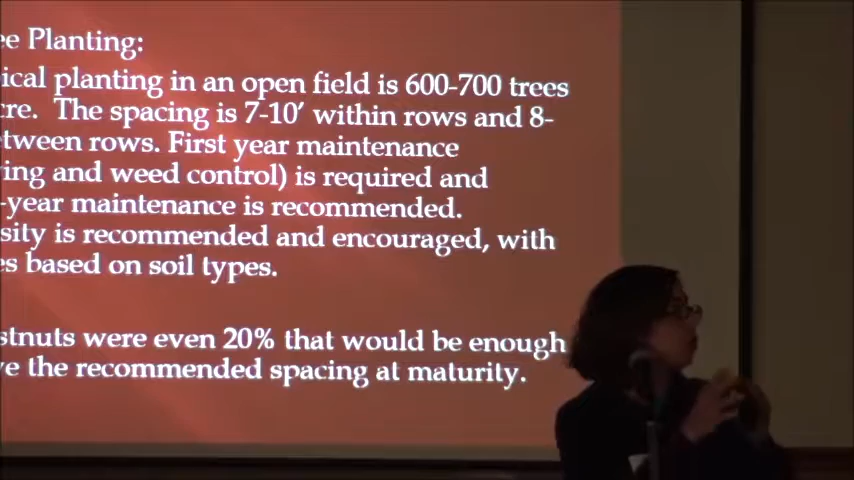 ee Planting:
ical planting in an open field is 600-700 trees
cre. The spacing is 7-10′ within rows and 8-
tween rows. First year maintenance
ing and weed control) is required and
-year maintenance is recommended.
sity is recommended and encouraged, with
s based on soil types.
stnuts were even 20% that would be enough
e the recommended spacing at maturity.